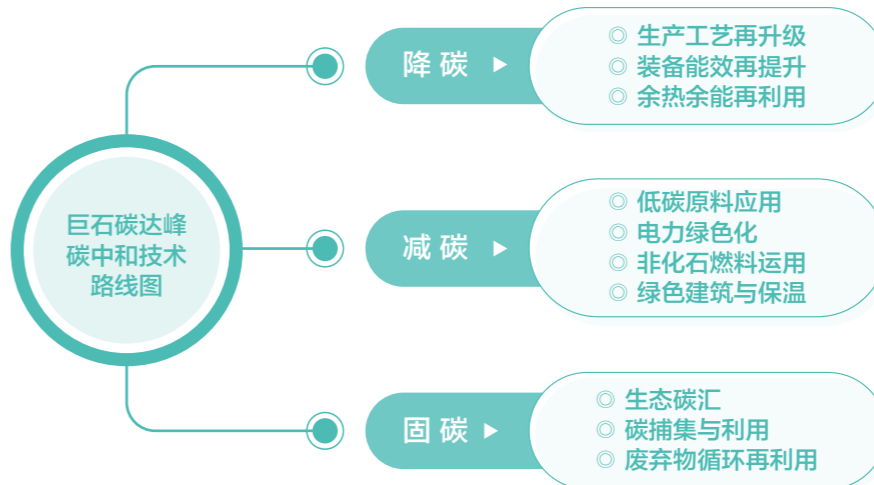 巨石碳达峰
碳中和技术
路线图
降碳
◎ 生产工艺再升级
◎ 装备能效再提升
◎ 余热余能再利用
减碳
◎ 低碳原料应用
◎ 电力绿色化
◎ 非化石燃料运用
◎ 绿色建筑与保温
固碳
◎ 生态碳汇
◎ 碳捕集与利用
◎ 废弃物循环再利用